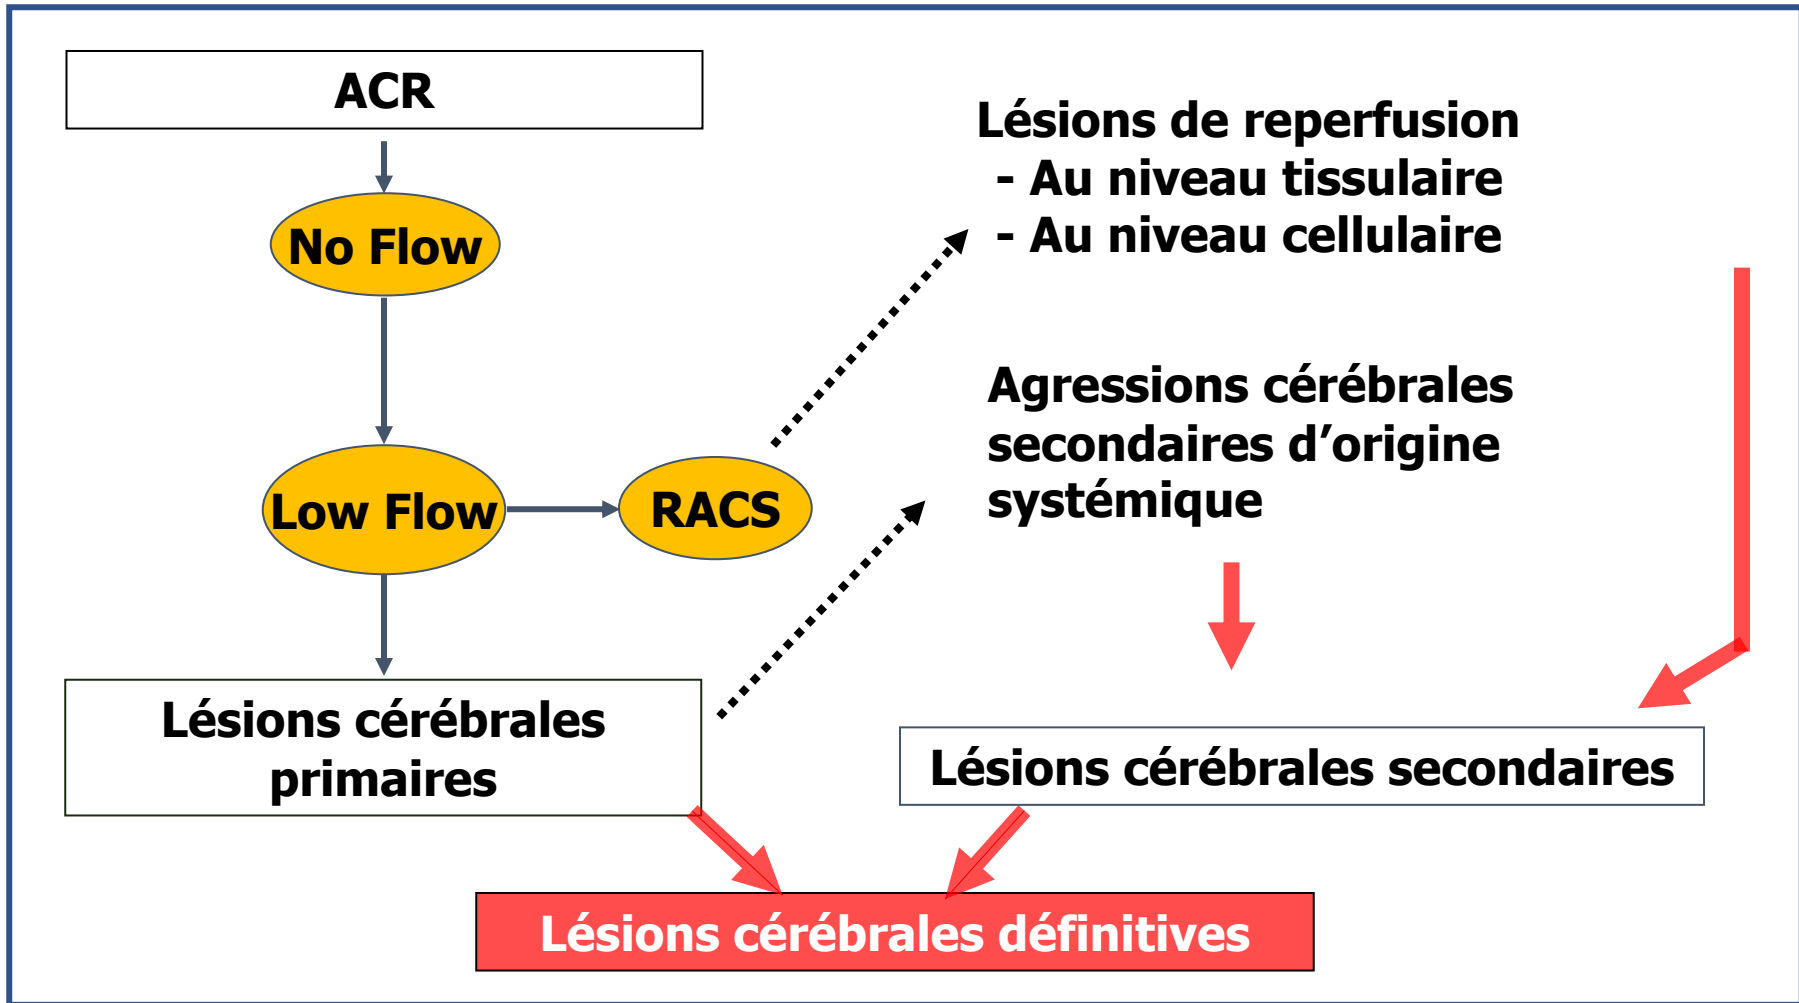 ACR
No Flow
Low Flow
RACS
Lésions cérébrales
primaires
Lésions de reperfusion
- Au niveau tissulaire
- Au niveau cellulaire
Agressions cérébrales
secondaires d’origine
systémique
Lésions cérébrales secondaires
Lésions cérébrales définitives